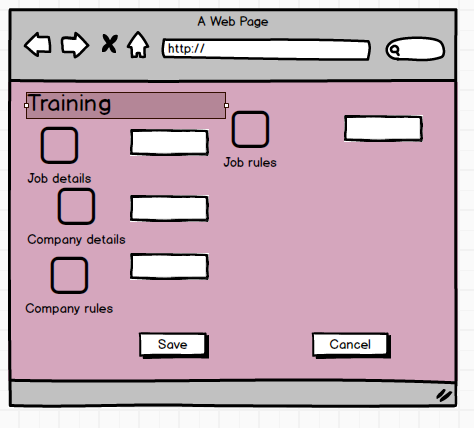 A Web Page
http://
Training
Job details
Job rules
Company details
Company rules
Save
Cancel